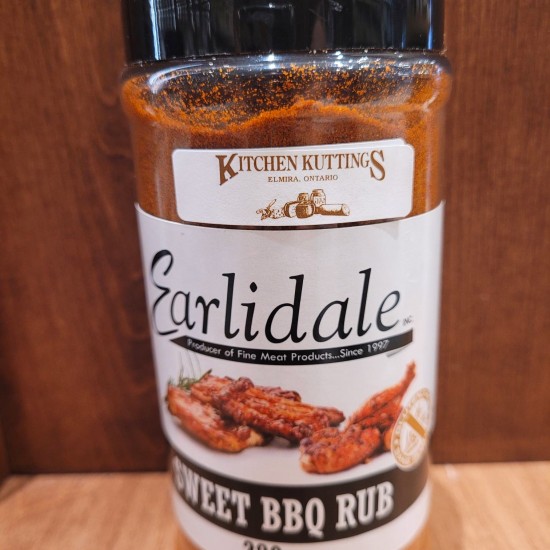 KITCHEN KUTTINGS
ELMIRA, ONTARIO
Earlidale INC.
Producer of Fine Meat Products...Since 1997
SWEET BBQ RUB